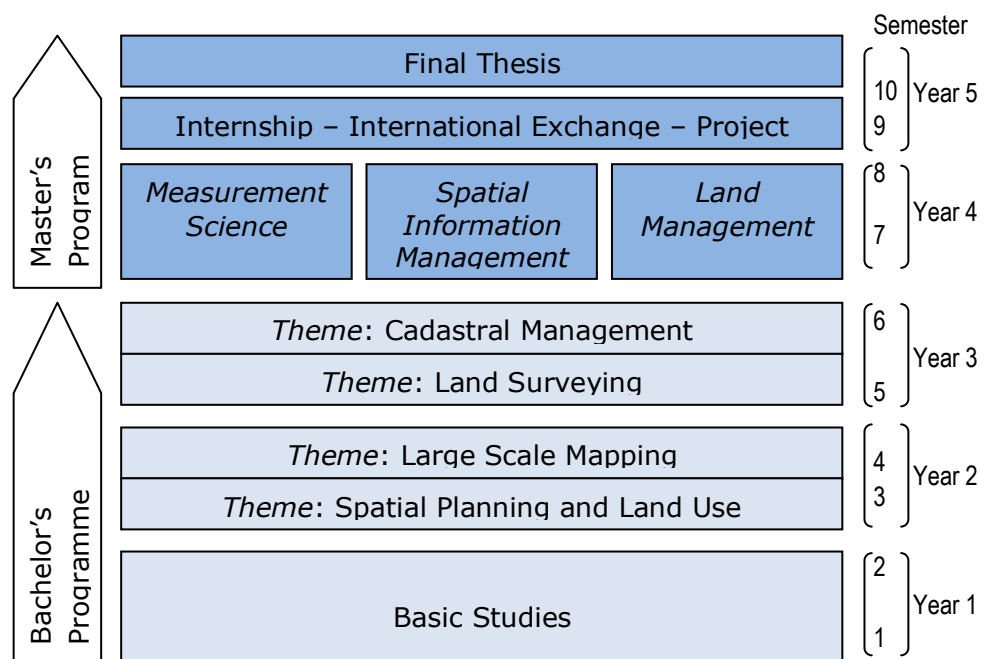 Semester
Final Thesis
10
Year 5
Internship – International Exchange – Project
9
Master's
Program
Measurement
Science
Spatial
Information
Management
Land
Management
8
7
Year 4
Theme: Cadastral Management
6
Year 3
Theme: Land Surveying
5
Theme: Large Scale Mapping
4
Year 2
Theme: Spatial Planning and Land Use
3
Bachelor's
Programme
Basic Studies
2
Year 1
1